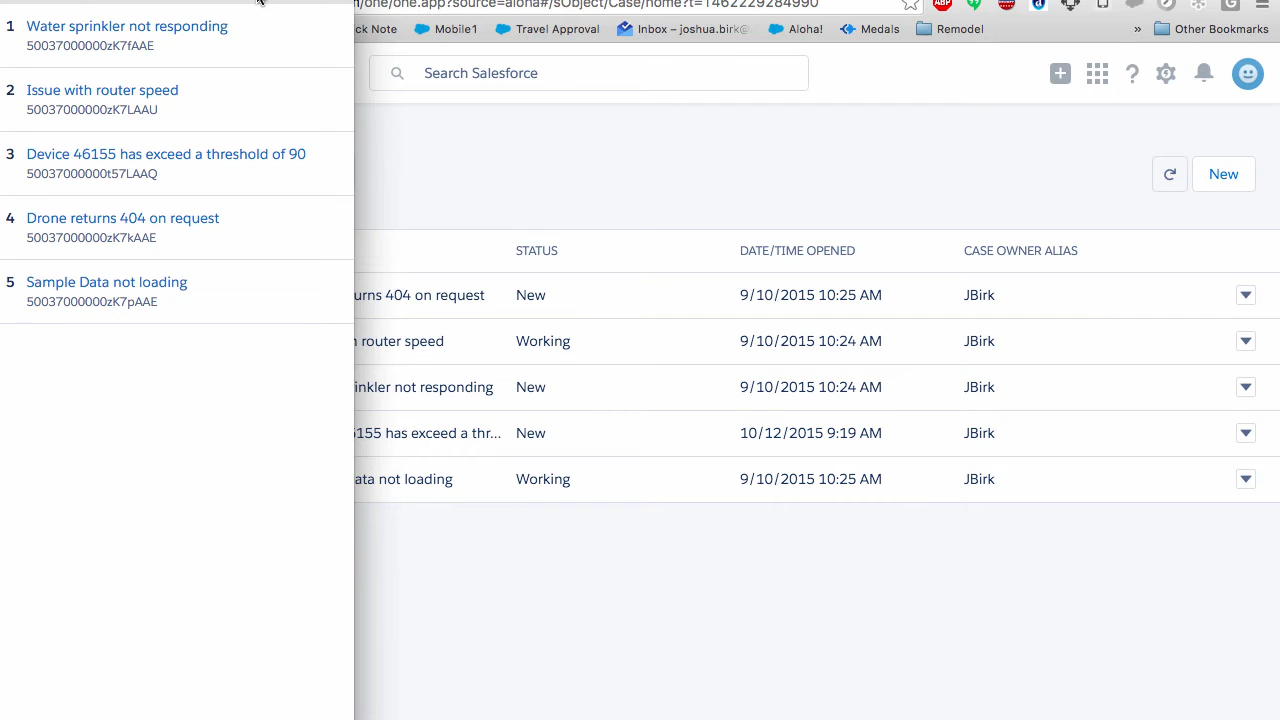 1 Water sprinkler not responding
50037000000zK7fAAE
2 Issue with router speed
50037000000zK7LAAU
3 Device 46155 has exceed a threshold of 90
50037000000t57LAAQ
4 Drone returns 404 on request
50037000000zK7kAAE
5 Sample Data not loading
50037000000zK7pAAE
m/one/one.app?source=aloha#/sObject/Case/home?t=1462229284990
ck Note Mobile1 Travel Approval Inbox – joshua.birk@ Aloha! Medals Remodel » Other Bookmarks
Search Salesforce
New
STATUS DATE/TIME OPENED CASE OWNER ALIAS
urns 404 on request New 9/10/2015 10:25 AM JBirk
router speed Working 9/10/2015 10:24 AM JBirk
inkler not responding New 9/10/2015 10:24 AM JBirk
155 has exceed a thr... New 10/12/2015 9:19 AM JBirk
ata not loading Working 9/10/2015 10:25 AM JBirk